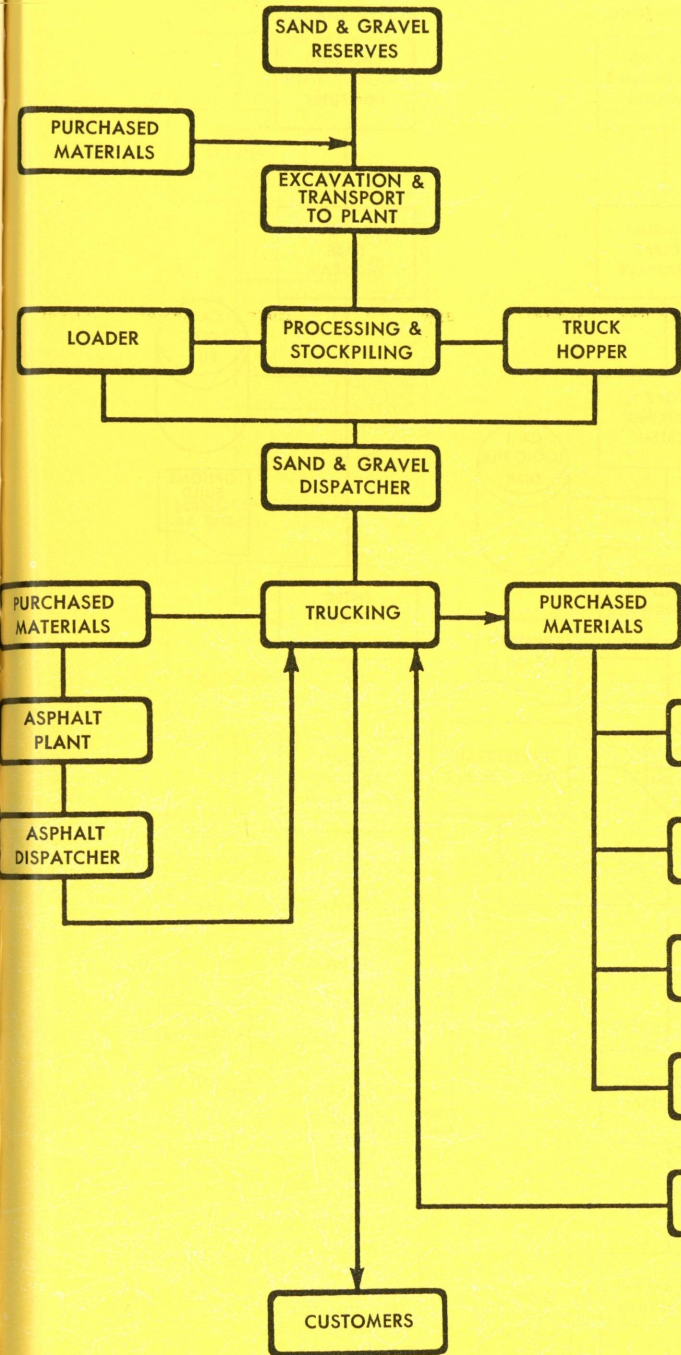 SAND & GRAVEL
RESERVES
PURCHASED
MATERIALS
EXCAVATION &
TRANSPORT
TO PLANT
LOADER
PROCESSING &
STOCKPILING
TRUCK
HOPPER
SAND & GRAVEL
DISPATCHER
PURCHASED
MATERIALS
TRUCKING
PURCHASED
MATERIALS
ASPHALT
PLANT
ASPHALT
DISPATCHER
CUSTOMERS